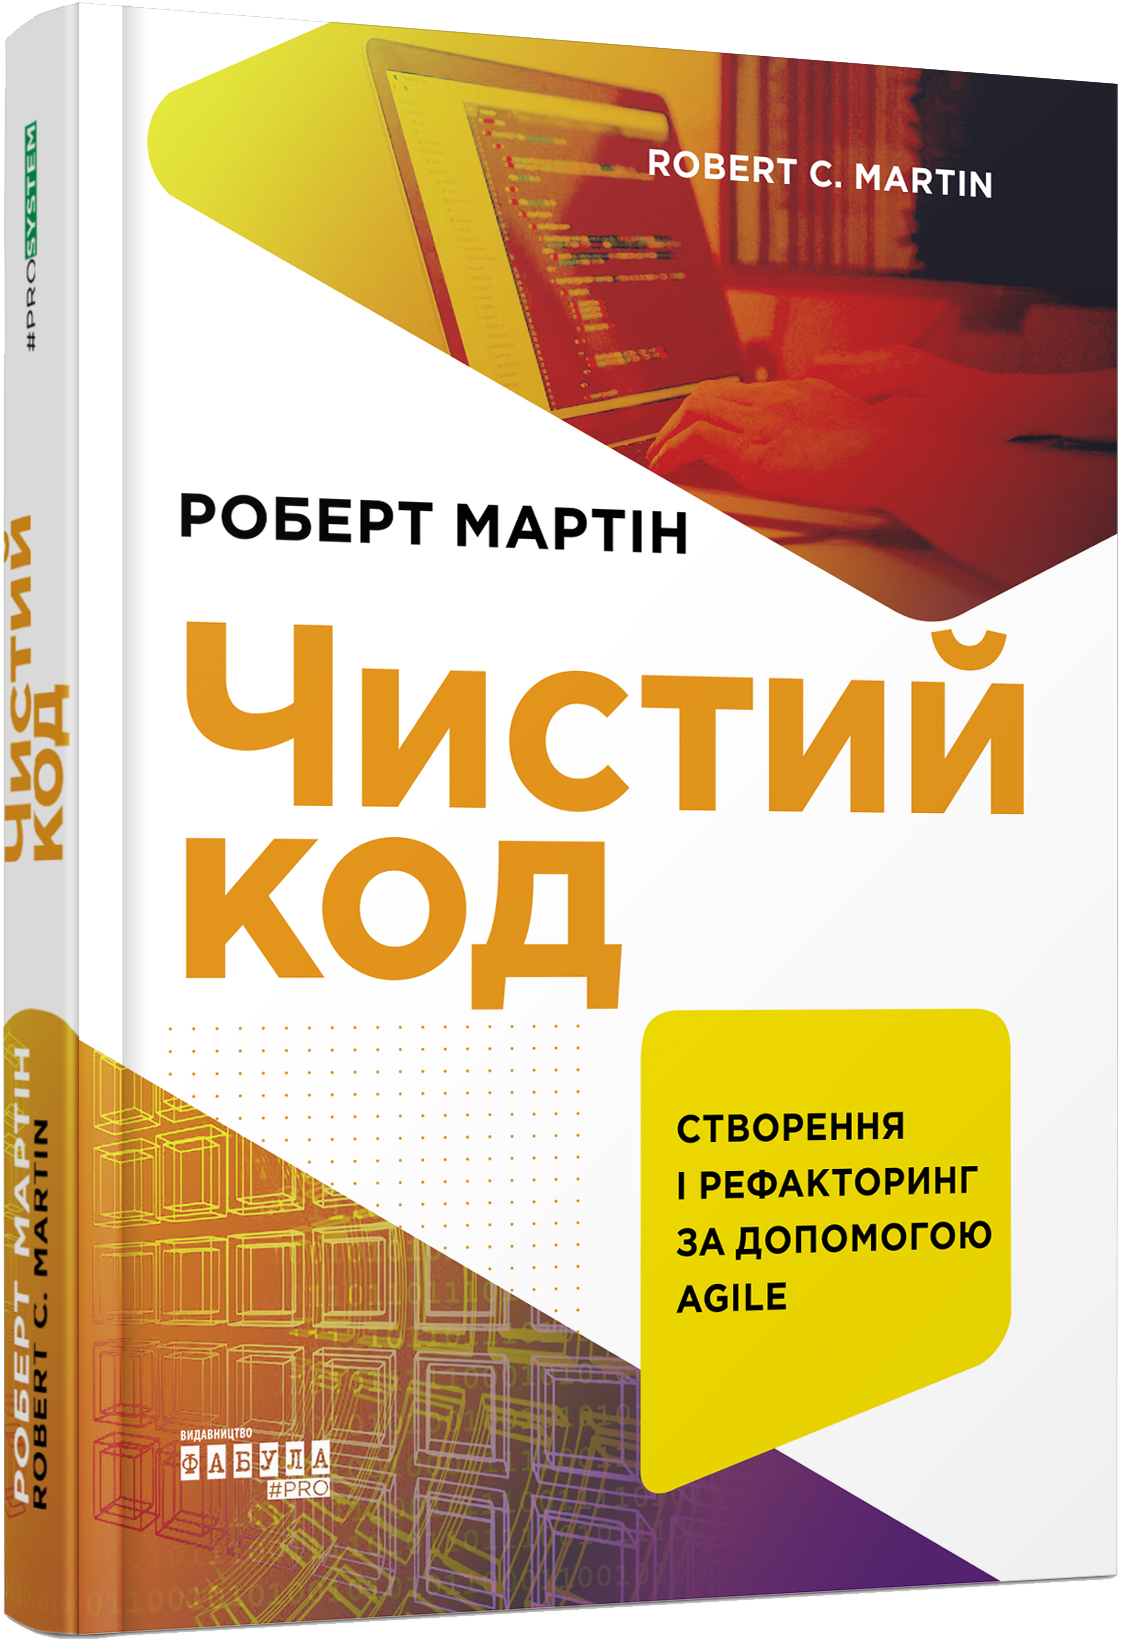 ROBERT C. MARTIN
РОБЕРТ МАРТІН
Чистий
код
СТВОРЕННЯ
І РЕФАКТОРИНГ
ЗА ДОПОМОГОЮ
AGILE
ВИДАВНИЦТВО
ФАБУЛА
#PRO
#PROSYSTEM
Чистий
код
РОБЕРТ МАРТІН
ROBERT C. MARTIN